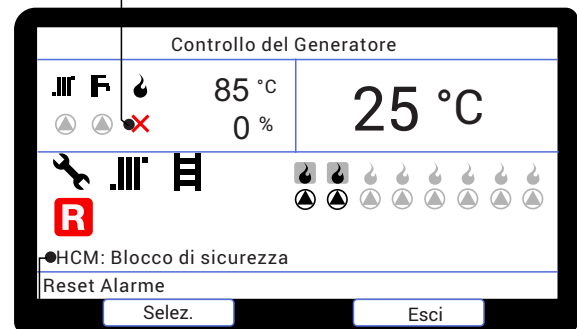 Controllo del Generatore
85 °C
0 %
25 °C
R
HCM: Blocco di sicurezza
Reset Alarme
Selez. Esci